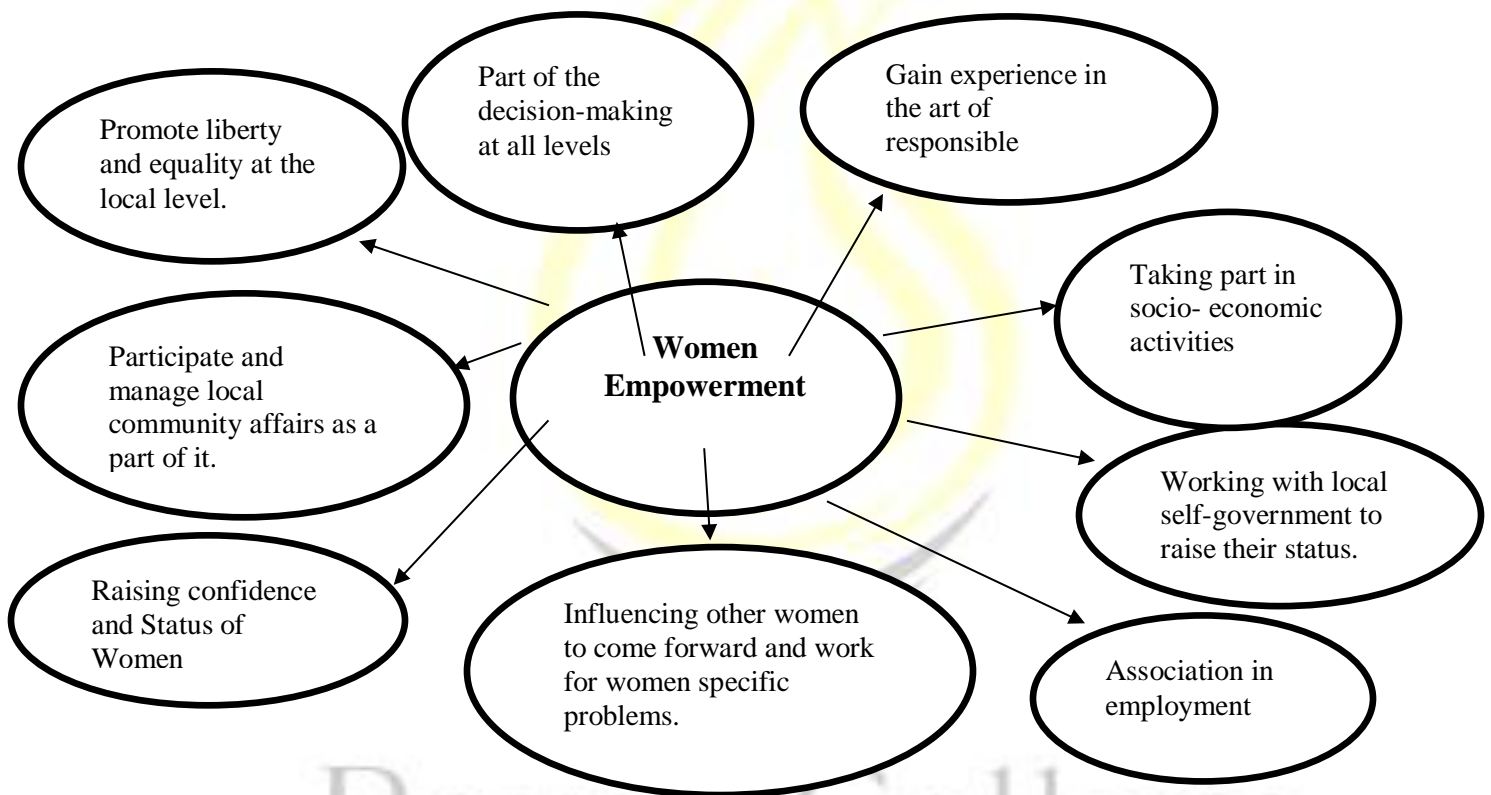 Promote liberty
and equality at the
local level.
Part of the
decision-making
at all levels
Gain experience in
the art of
responsible
Taking part in
socio- economic
activities
Women
Empowerment
Participate and
manage local
community affairs as a
part of it.
Working with local
self-government to
raise their status.
Raising confidence
and Status of
Women
Influencing other women
to come forward and work
for women specific
problems.
Association in
employment